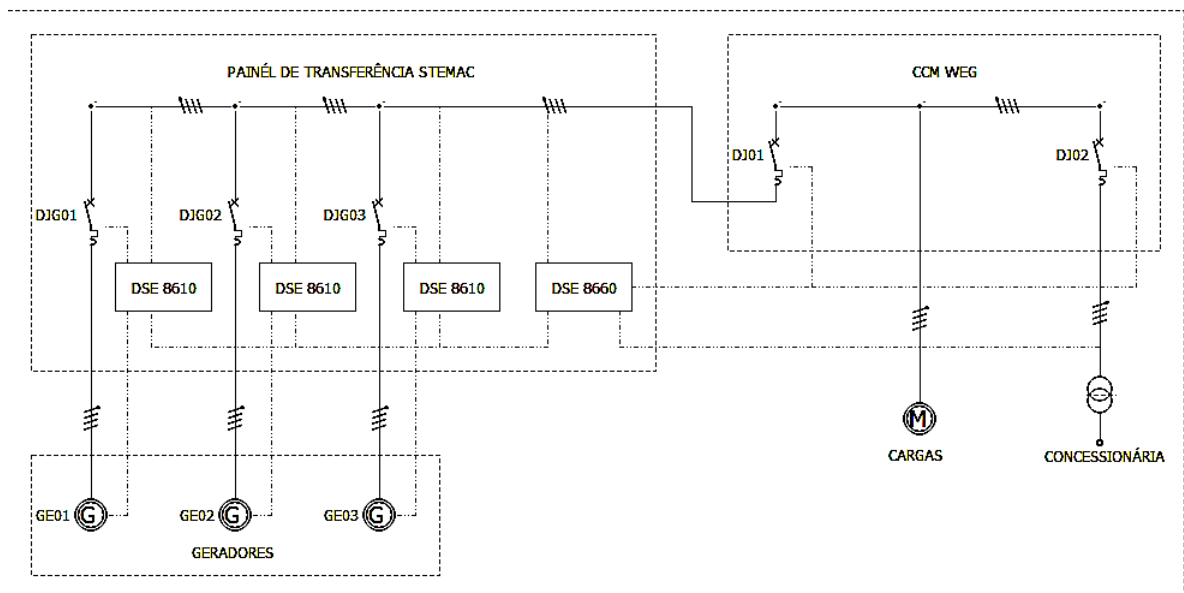 PAINÉL DE TRANSFERÊNCIA STEMAC
CCM WEG
DJ01
DJ02
DJG01
DJG02
DJG03
DSE 8610
DSE 8610
DSE 8610
DSE 8660
M
CARGAS
CONCESSIONÁRIA
GE01
G
GE02
G
GE03
G
GERADORES